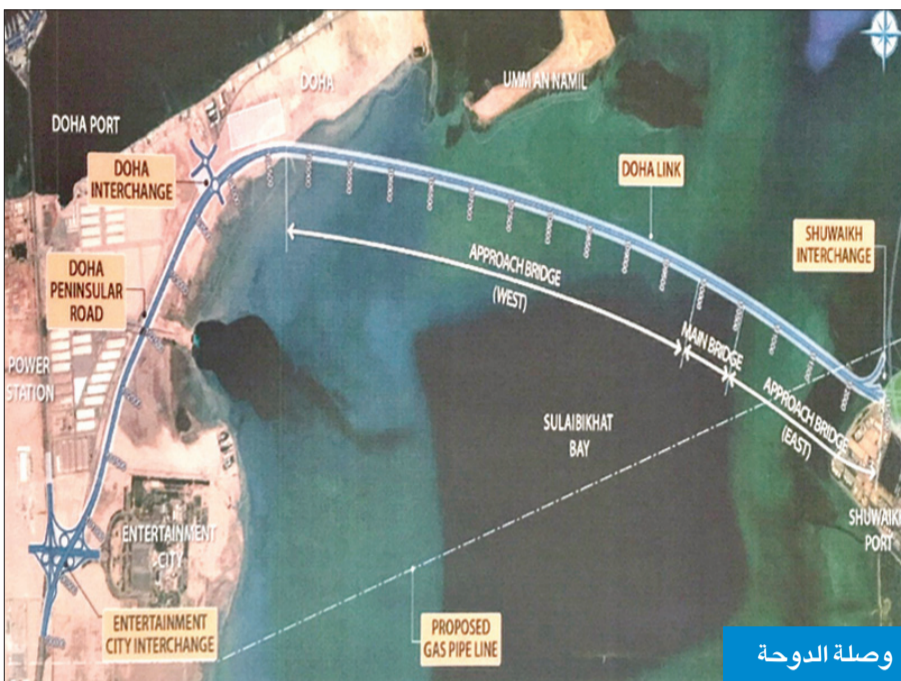 DOHA
UMM AN NAMIL
DOHA PORT
DOHA
INTERCHANGE
DOHA LINK
SHUWAIKH
INTERCHANGE
APPROACH BRIDGE
(WEST)
DOHA
PENINSULAR
ROAD
MAIN BRIDGE
POWER
STATION
APPROACH BRIDGE
(EAST)
SULAIBIKHAT
BAY
SHUWAIKH
PORT
ENTERTAINMENT
CITY
ENTERTAINMENT
CITY INTERCHANGE
PROPOSED
GAS PIPE LINE
وصلة الدوحة